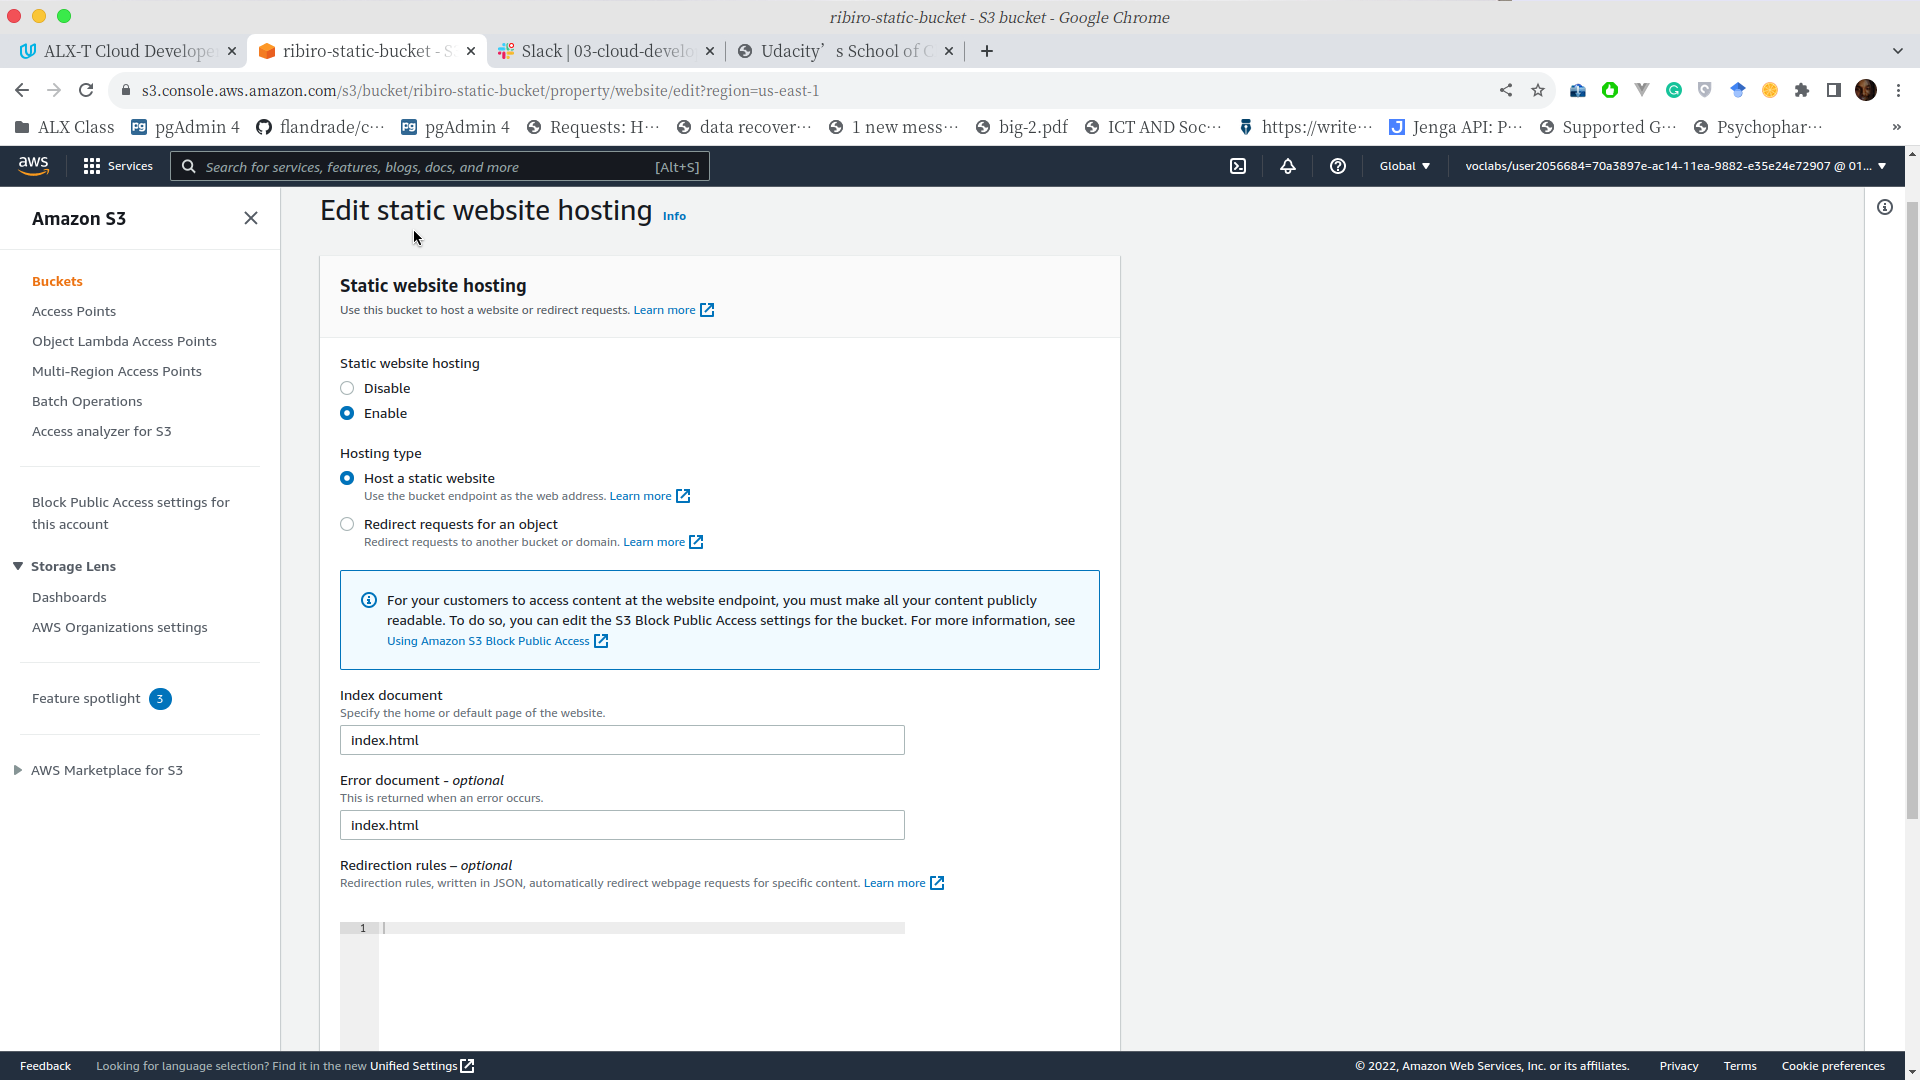 ribiro-static-bucket - S3 bucket - Google Chrome
ALX-T Cloud Develope
ribiro-static-bucket - S
Slack | 03-cloud-develo
Udacity’s School of C
s3.console.aws.amazon.com/s3/bucket/ribiro-static-bucket/property/website/edit?region=us-east-1
ALX Class
pgAdmin 4
flandrade/c…
pgAdmin 4
Requests: H…
data recover…
1 new mess…
big-2.pdf
ICT AND Soc…
https://write…
Jenga API: P…
Supported G…
Psychophar…
»
aws
Services
Search for services, features, blogs, docs, and more
[Alt+S]
Global
voclabs/user2056684=70a3897e-ac14-11ea-9882-e35e24e72907 @ 01...
Amazon S3
Buckets
Access Points
Object Lambda Access Points
Multi-Region Access Points
Batch Operations
Access analyzer for S3
Block Public Access settings for
this account
Storage Lens
Dashboards
AWS Organizations settings
Feature spotlight 3
AWS Marketplace for S3
Edit static website hosting Info
Static website hosting
Use this bucket to host a website or redirect requests. Learn more
Static website hosting
Disable
Enable
Hosting type
Host a static website
Use the bucket endpoint as the web address. Learn more
Redirect requests for an object
Redirect requests to another bucket or domain. Learn more
For your customers to access content at the website endpoint, you must make all your content publicly
readable. To do so, you can edit the S3 Block Public Access settings for the bucket. For more information, see
Using Amazon S3 Block Public Access
Index document
Specify the home or default page of the website.
index.html
Error document - optional
This is returned when an error occurs.
index.html
Redirection rules – optional
Redirection rules, written in JSON, automatically redirect webpage requests for specific content. Learn more
1
Feedback
Looking for language selection? Find it in the new Unified Settings
© 2022, Amazon Web Services, Inc. or its affiliates.
Privacy
Terms
Cookie preferences